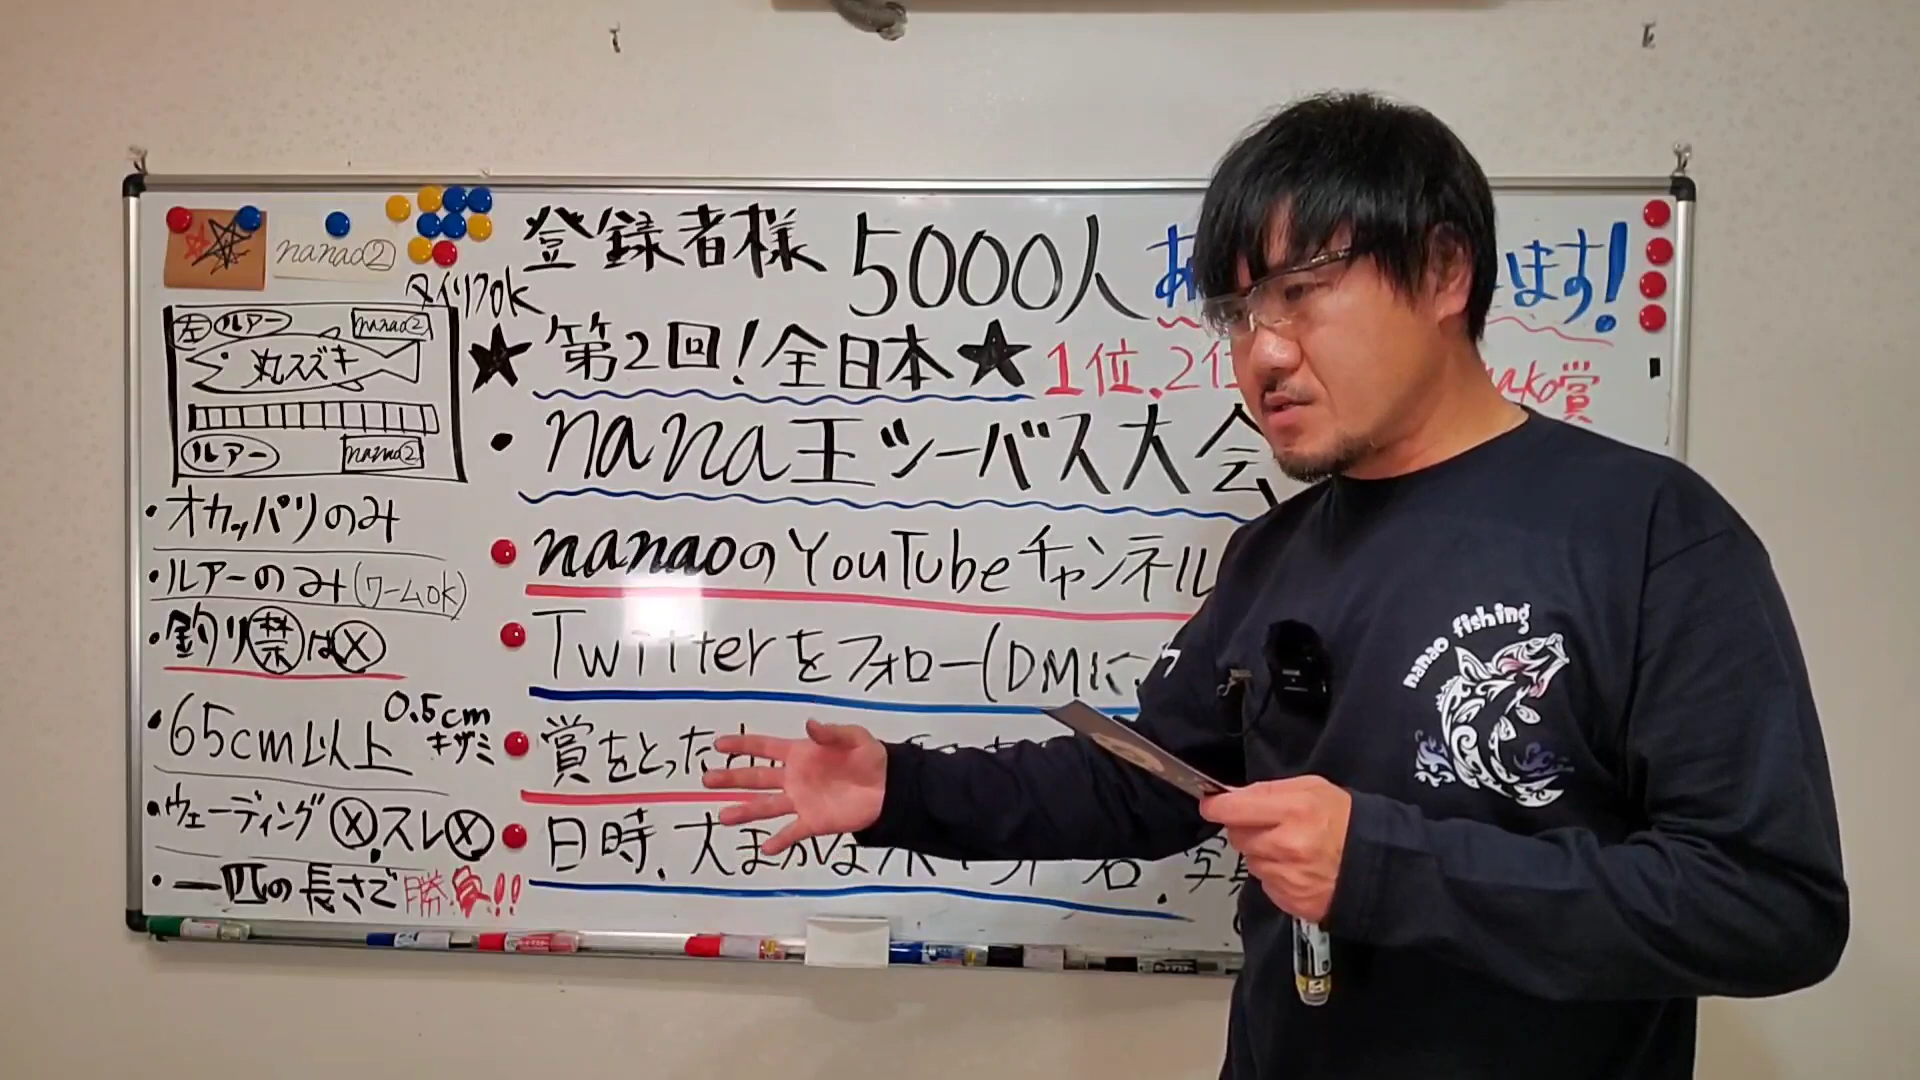 登録者様 5000人 ます!
nanao②
★第2回!全日本★ 1位.2位
賞
・nana王ツーバス大会
nanaoのYouTubeチャンネル
Twitterをフォロー(DMに
賞をとった
日時.大まかな 名.写真
左 ルアー nanao②
丸スズキ
ルアー nanao②
・オカッパリのみ
・ルアーのみ(ワームOK)
・釣り禁は×
・65cm以上 0.5cm
キザミ
・ウェーディング×.スレ×
・一匹の長さで勝負!!
nanao fishing